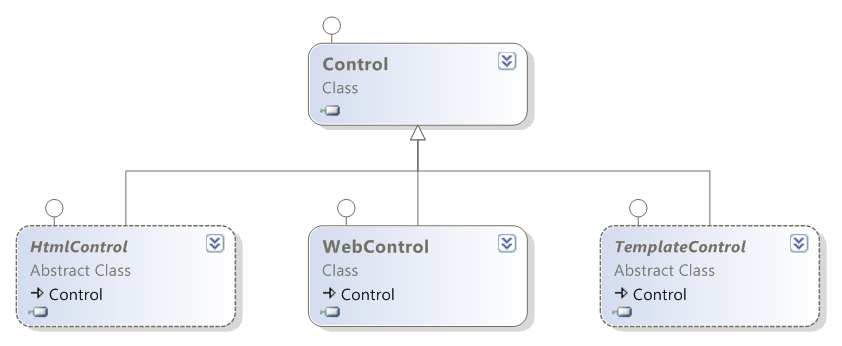 Control
Class
HtmlControl
Abstract Class
Control
WebControl
Class
Control
TemplateControl
Abstract Class
Control